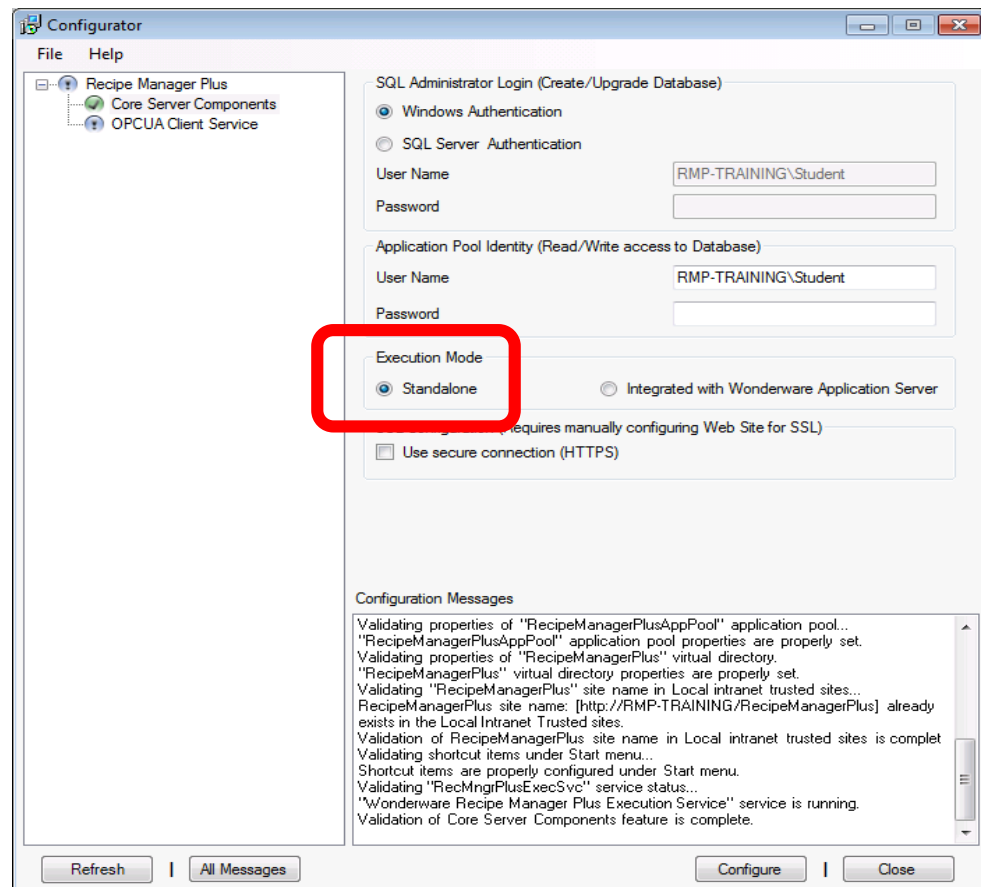 Configurator
File Help
Recipe Manager Plus
Core Server Components
OPCUA Client Service
SQL Administrator Login (Create/Upgrade Database)
Windows Authentication
SQL Server Authentication
User Name RMP-TRAINING\Student
Password
Application Pool Identity (Read/Write access to Database)
User Name RMP-TRAINING\Student
Password
Execution Mode
Standalone Integrated with Wonderware Application Server
manually configuring Web Site for SSL)
Use secure connection (HTTPS)
Configuration Messages
Validating properties of "RecipeManagerPlusAppPool" application pool...
"RecipeManagerPlusAppPool" application pool properties are properly set.
Validating properties of "RecipeManagerPlus" virtual directory.
"RecipeManagerPlus" virtual directory properties are properly set.
Validating "RecipeManagerPlus" site name in Local intranet trusted sites...
RecipeManagerPlus site name: [http://RMP-TRAINING/RecipeManagerPlus] already
exists in the Local Intranet Trusted sites.
Validation of RecipeManagerPlus site name in Local intranet trusted sites is complet
Validating shortcut items under Start menu...
Shortcut items are properly configured under Start menu.
Validating "RecMngrPlusExecSvc" service status...
"Wonderware Recipe Manager Plus Execution Service" service is running.
Validation of Core Server Components feature is complete.
Refresh | All Messages Configure | Close